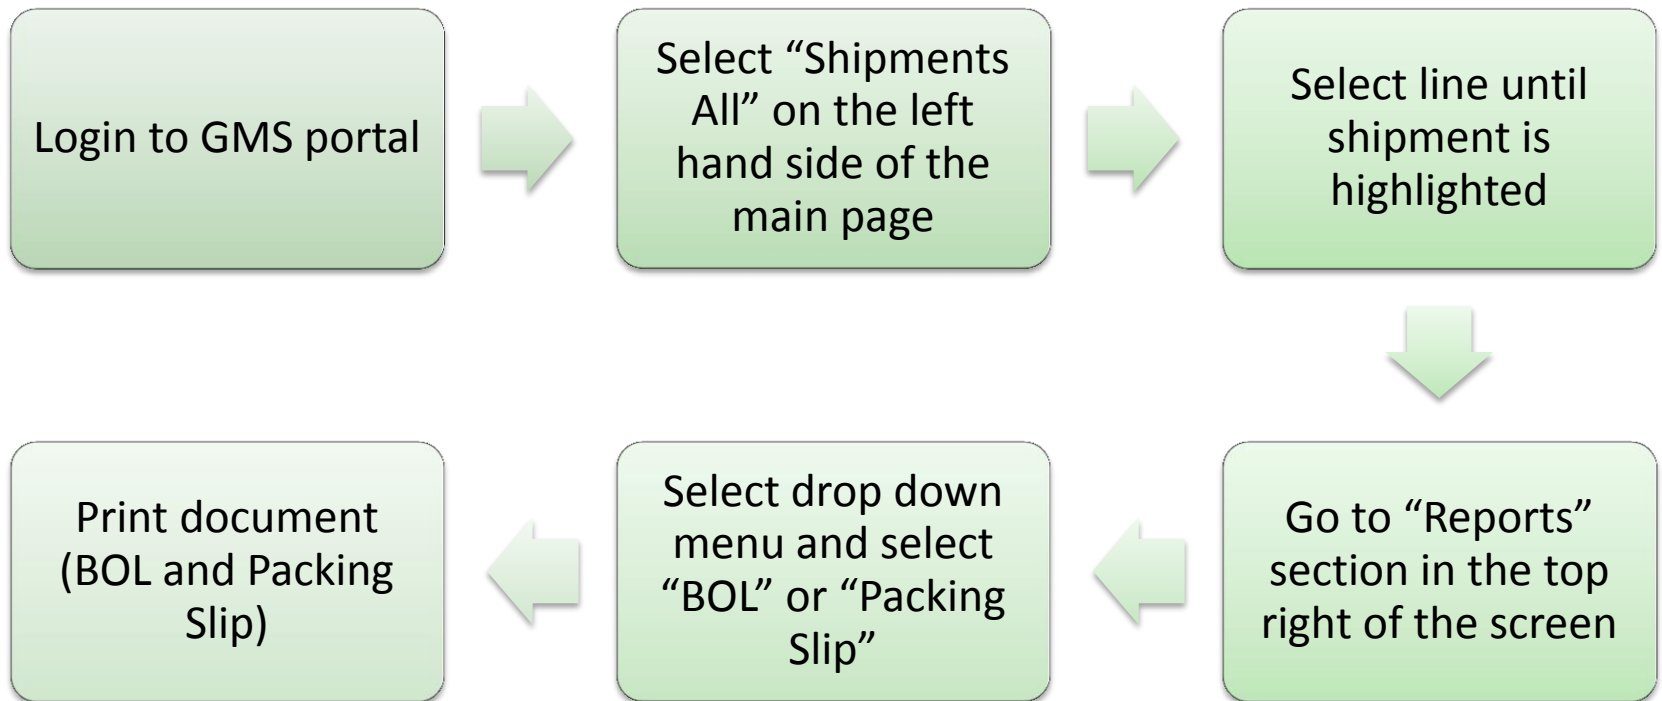 Login to GMS portal
Select “Shipments
All” on the left
hand side of the
main page
Select line until
shipment is
highlighted
Go to “Reports”
section in the top
right of the screen
Select drop down
menu and select
“BOL” or “Packing
Slip”
Print document
(BOL and Packing
Slip)